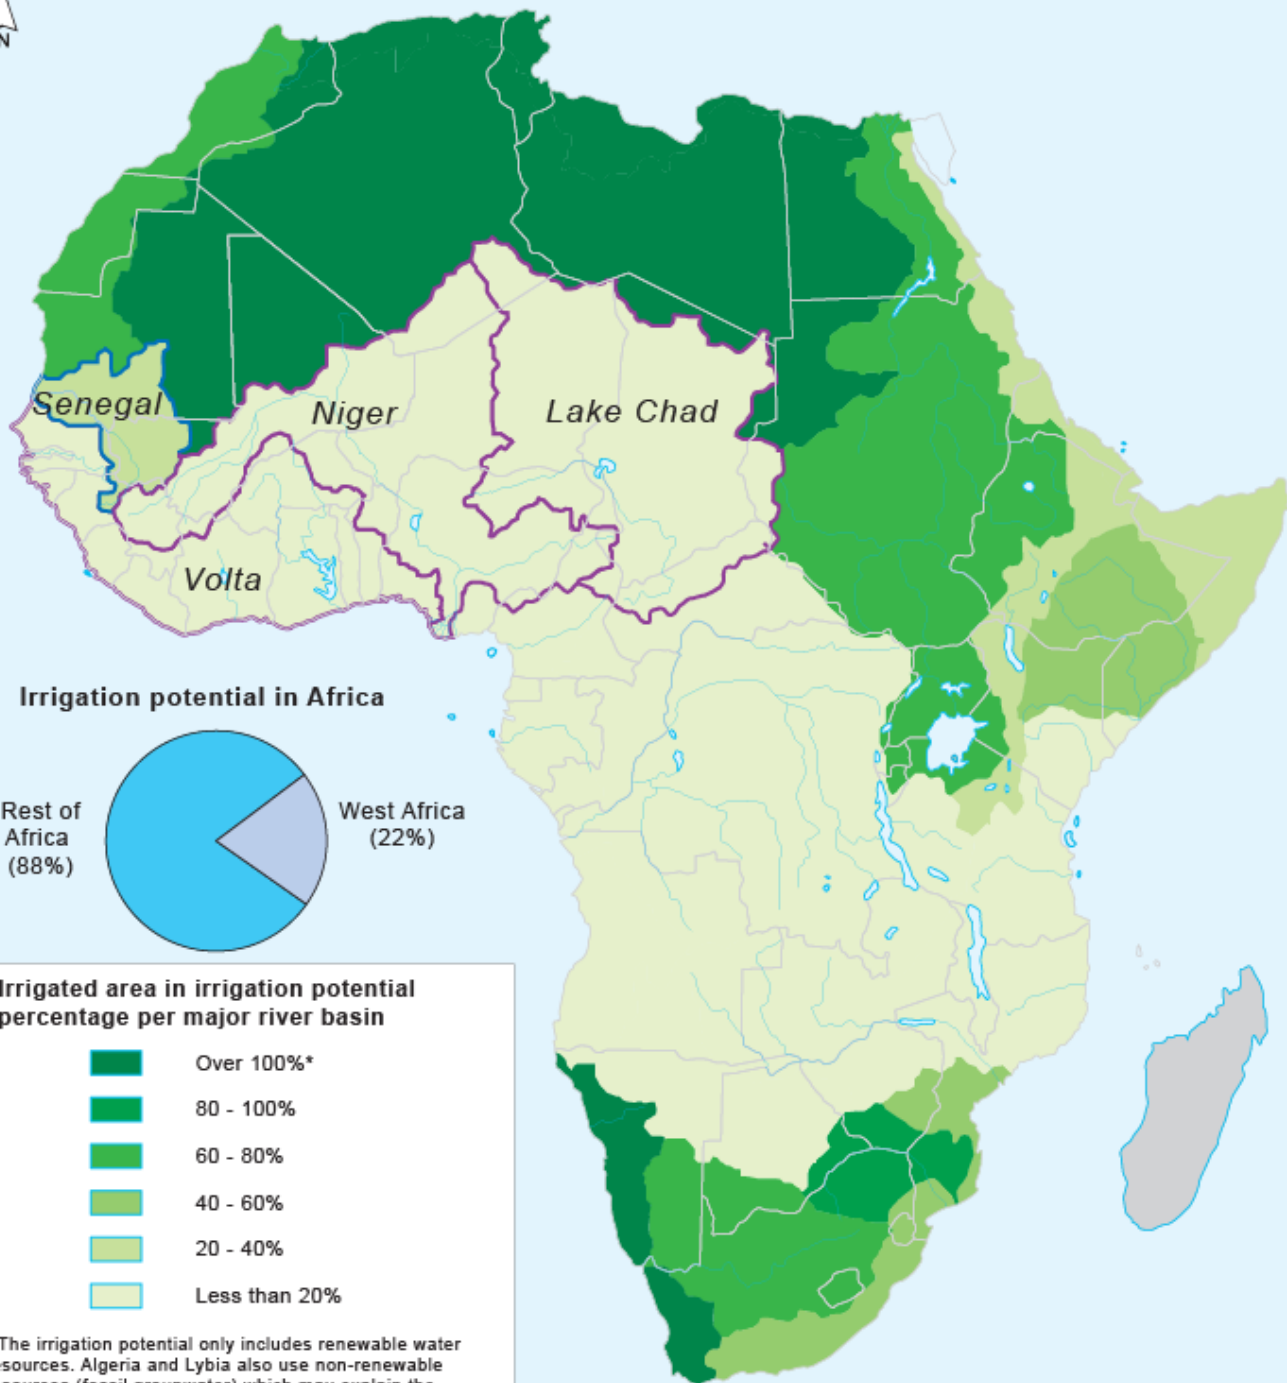 N
Senegal
Niger
Lake Chad
Volta
Irrigation potential in Africa
Rest of
Africa
(88%)
West Africa
(22%)
Irrigated area in irrigation potential
percentage per major river basin
Over 100%*
80 - 100%
60 - 80%
40 - 60%
20 - 40%
Less than 20%
The irrigation potential only includes renewable water
esources. Algeria and Lybia also use non-renewable